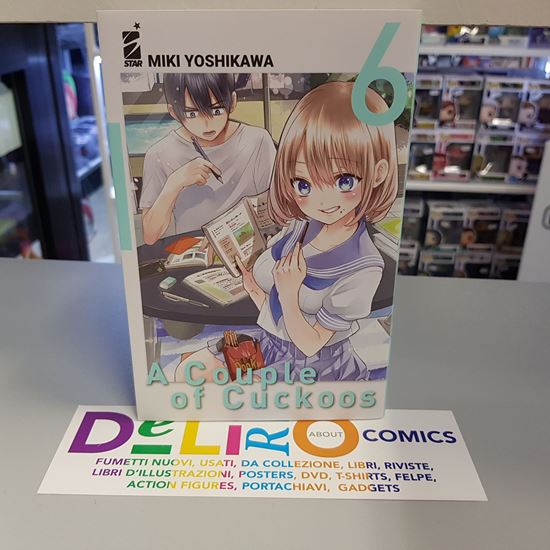 STAR
MIKI YOSHIKAWA
6
A Couple
of Cuckoos
DeLiRO ABOUT COMICS
FUMETTI NUOVI, USATI, DA COLLEZIONE, LIBRI, RIVISTE,
LIBRI D'ILLUSTRAZIONI, POSTERS, DVD, T-SHIRTS, FELPE,
ACTION FIGURES, PORTACHIAVI, GADGETS